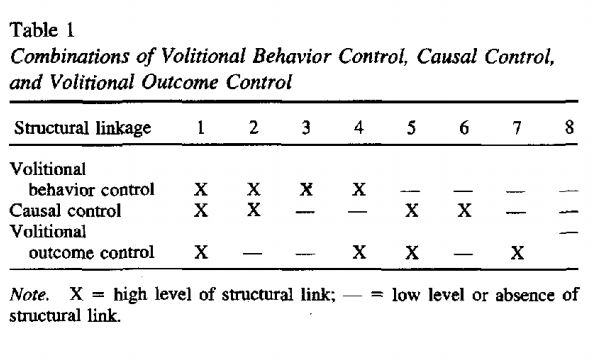 Table 1
Combinations of Volitional Behavior Control, Causal Control,
and Volitional Outcome Control
Structural linkage 1 2 3 4 5 6 7 8
Volitional
behavior control X X X X — — — —
Causal control X X — — X X — —
Volitional —
outcome control X — — X X — X
Note. X = high level of structural link; — = low level or absence of
structural link.